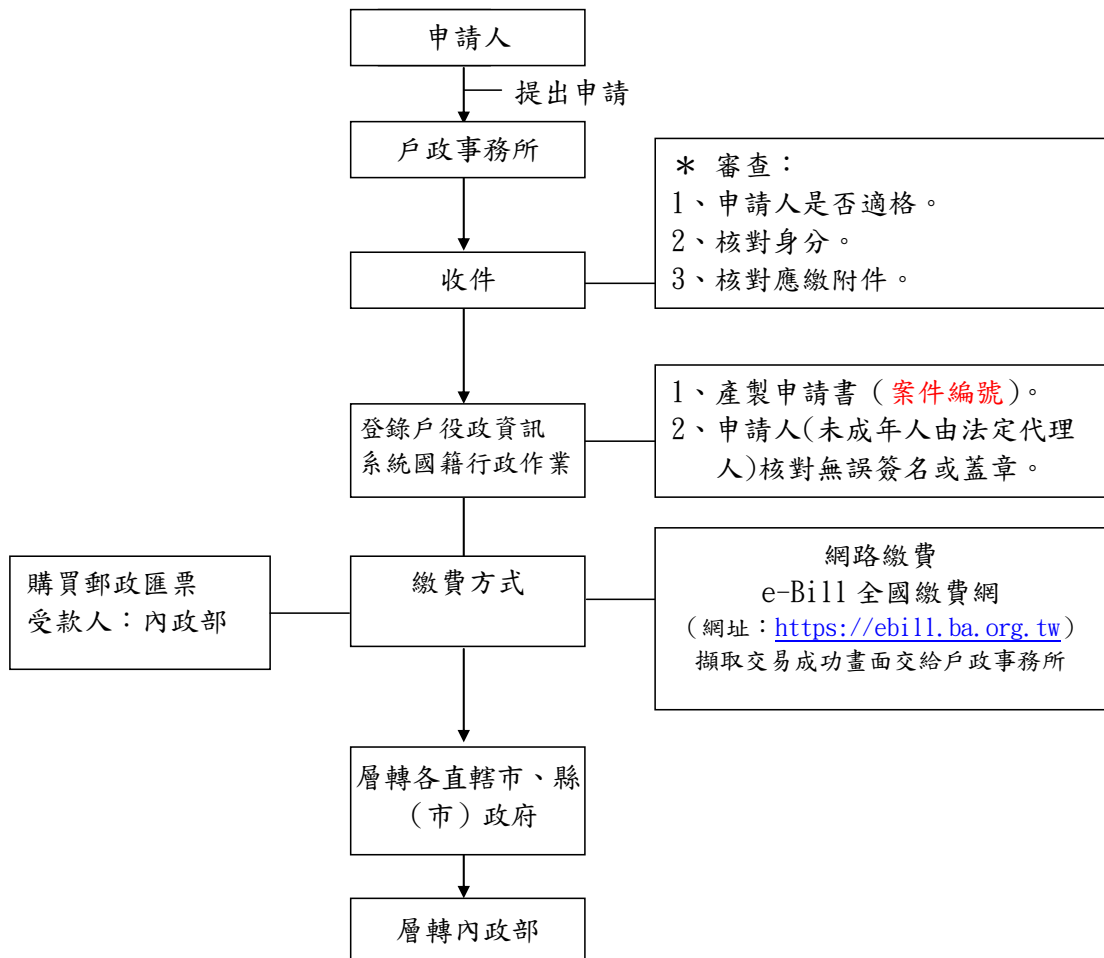 申請人
提出申請
戶政事務所
＊ 審查：
1、申請人是否適格。
2、核對身分。
3、核對應繳附件。
收件
1、產製申請書（案件編號）。
2、申請人(未成年人由法定代理
人)核對無誤簽名或蓋章。
登錄戶役政資訊
系統國籍行政作業
購買郵政匯票
受款人：內政部
繳費方式
網路繳費
e-Bill 全國繳費網
（網址：https://ebill.ba.org.tw）
擷取交易成功畫面交給戶政事務所
層轉各直轄市、縣
（市）政府
層轉內政部